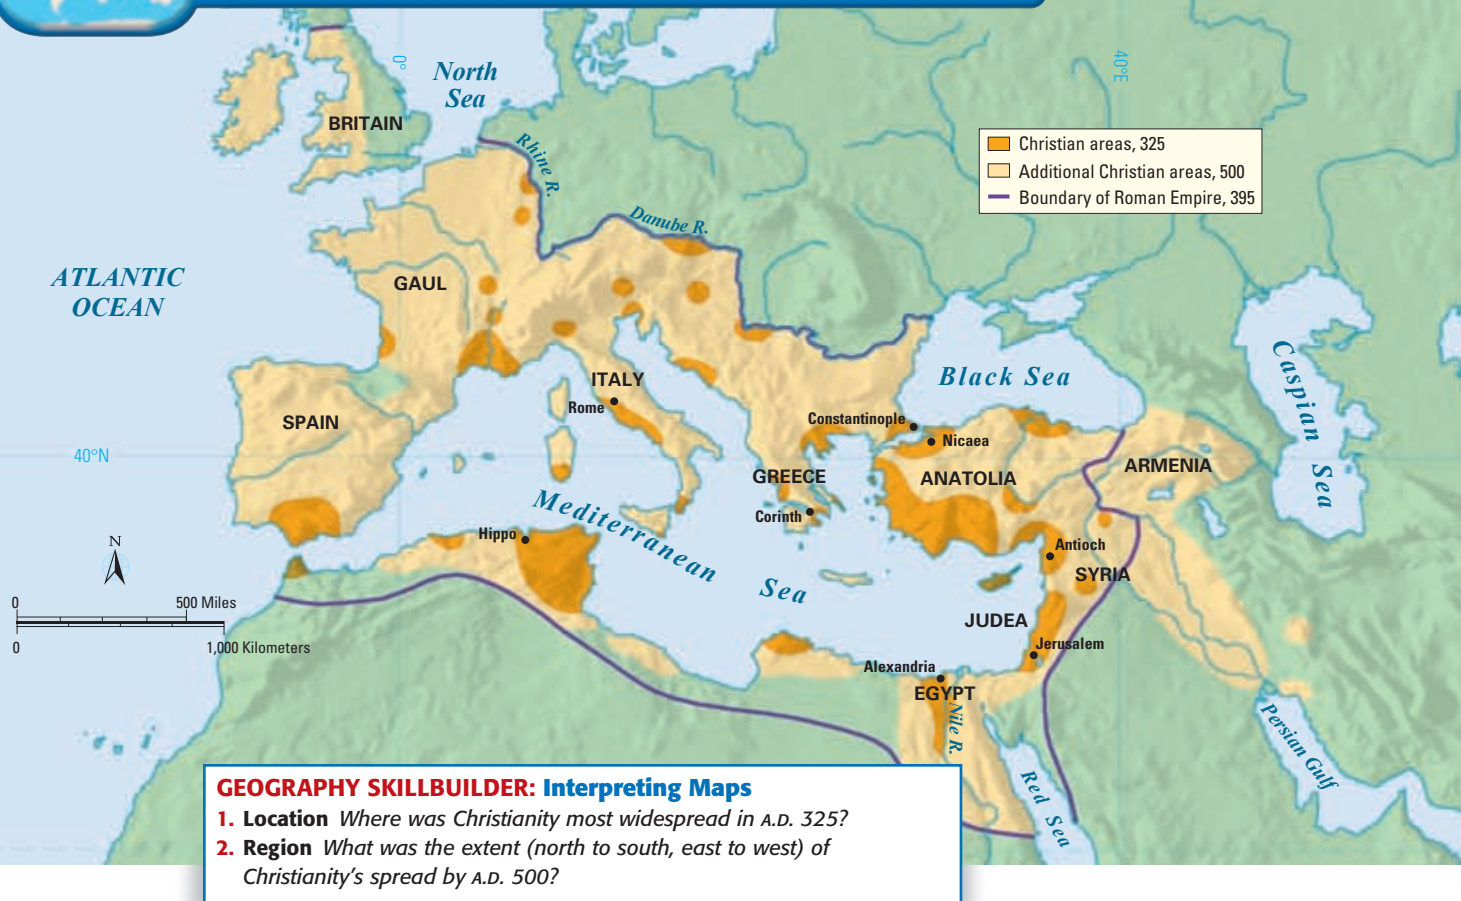 0°
North
Sea
40°E
BRITAIN
Rhine R.
Christian areas, 325
Additional Christian areas, 500
Boundary of Roman Empire, 395
Danube R.
ATLANTIC
OCEAN
GAUL
Caspian Sea
Black Sea
ITALY
Rome
SPAIN
Constantinople
Nicaea
40°N
ARMENIA
GREECE
ANATOLIA
Corinth
Mediterranean Sea
Hippo
N
Antioch
SYRIA
0 500 Miles
0 1,000 Kilometers
JUDEA
Jerusalem
Alexandria
EGYPT
Nile R.
Persian Gulf
Red Sea
GEOGRAPHY SKILLBUILDER: Interpreting Maps
1. Location Where was Christianity most widespread in A.D. 325?
2. Region What was the extent (north to south, east to west) of
Christianity's spread by A.D. 500?